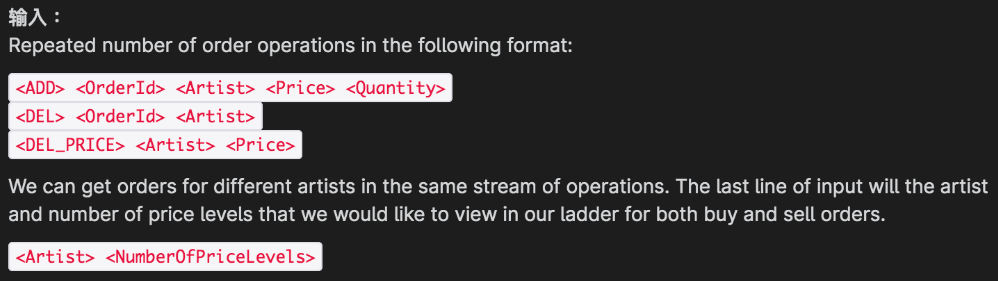 输入：
Repeated number of order operations in the following format:
<ADD> <OrderId> <Artist> <Price> <Quantity>
<DEL> <OrderId> <Artist>
<DEL_PRICE> <Artist> <Price>
We can get orders for different artists in the same stream of operations. The last line of input will the artist
and number of price levels that we would like to view in our ladder for both buy and sell orders.
<Artist> <NumberOfPriceLevels>